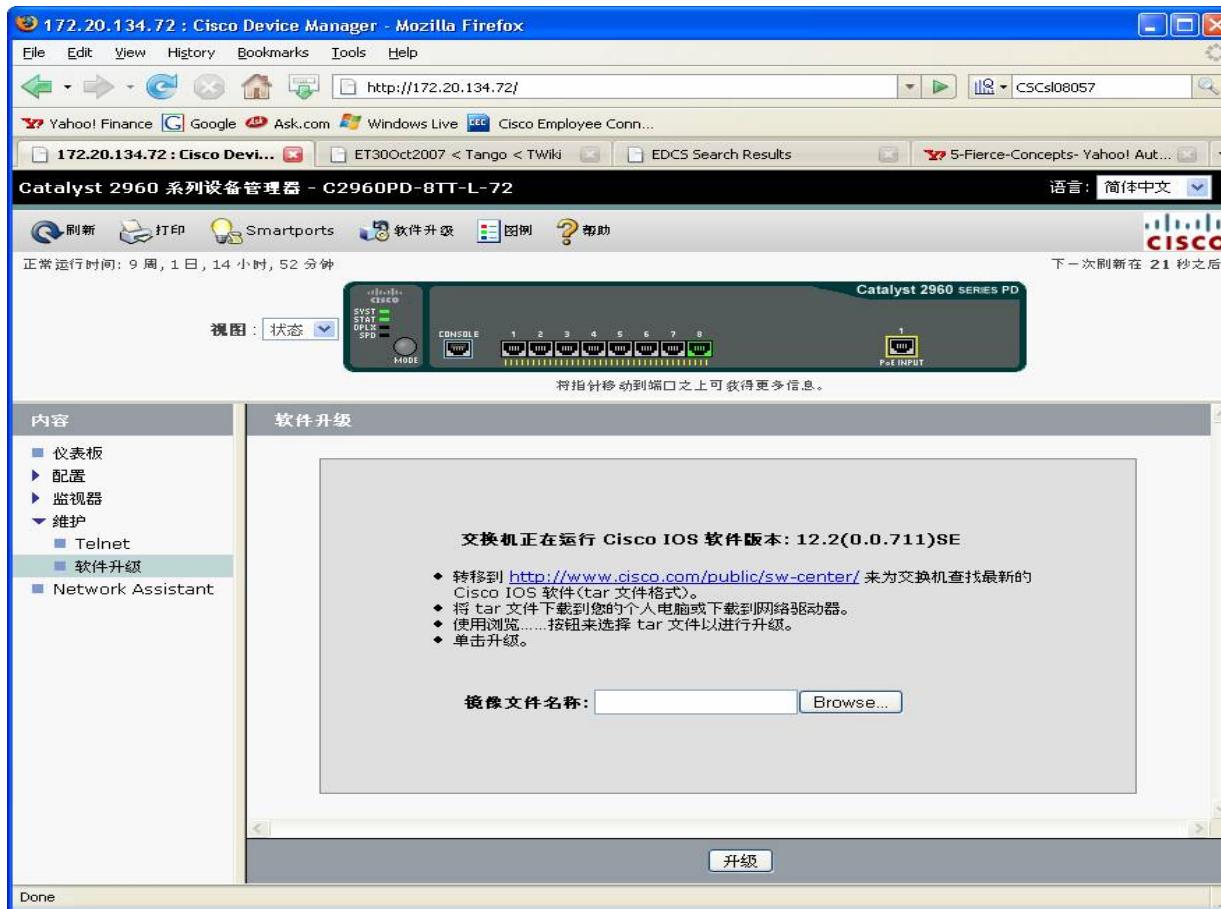 172.20.134.72 : Cisco Device Manager - Mozilla Firefox
File Edit View History Bookmarks Tools Help
http://172.20.134.72/
CSCsl08057
Yahoo! Finance Google Ask.com Windows Live Cisco Employee Conn...
172.20.134.72 : Cisco Devi... ET30Oct2007 < Tango < TWiki EDCS Search Results 5-Fierce-Concepts- Yahoo! Aut...
Catalyst 2960 系列设备管理器 - C2960PD-8TT-L-72 语言: 简体中文
刷新 打印 Smartports 软件升级 图例 帮助
CISCO
正常运行时间: 9 周, 1 日, 14 小时, 52 分钟 下一次刷新在 21 秒之后
视图 : 状态
CISCO
SYST
STAT
DPLX
SPD
MODE
CONSOLE 1 2 3 4 5 6 7 8
Catalyst 2960 SERIES PD
1
PoE INPUT
将指针移动到端口之上可获得更多信息。
内容
仪表板
配置
监视器
维护
Telnet
软件升级
Network Assistant
软件升级
交换机正在运行 Cisco IOS 软件版本: 12.2(0.0.711)SE
转移到 http://www.cisco.com/public/sw-center/ 来为交换机查找最新的
Cisco IOS 软件(tar 文件格式)。
将 tar 文件下载到您的个人电脑或下载到网络驱动器。
使用浏览......按钮来选择 tar 文件以进行升级。
单击升级。
镜像文件名称: Browse...
升级
Done